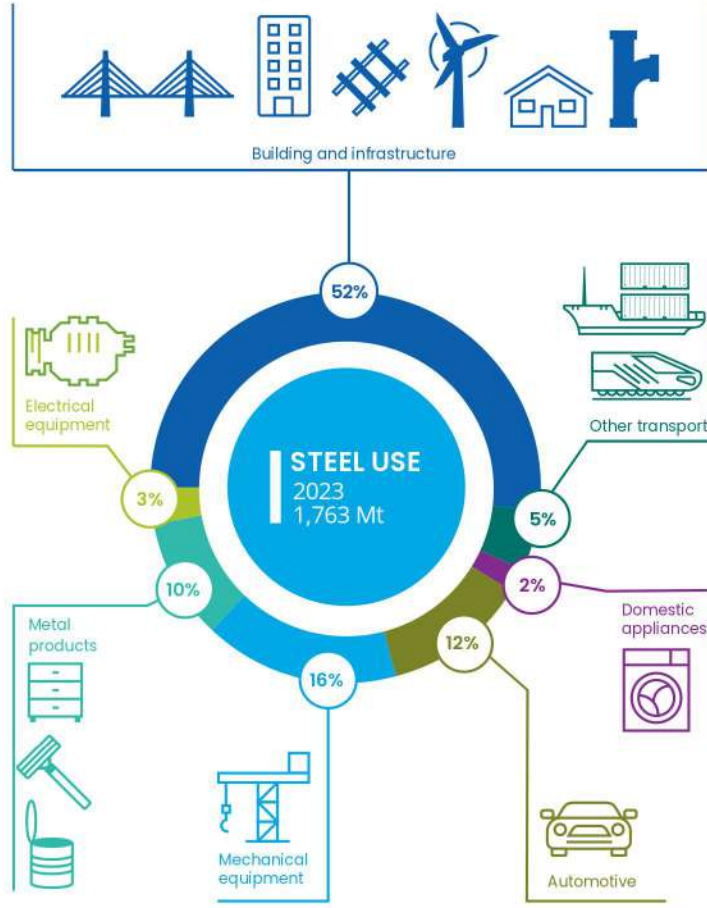 Building and infrastructure
52%
Electrical
equipment
Other transport
STEEL USE
2023
1,763 Mt
3%
5%
10%
2%
Metal
products
Domestic
appliances
12%
16%
Mechanical
equipment
Automotive